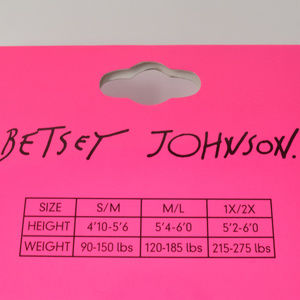 BETSEY JOHNSON.
SIZE S/M M/L 1X/2X
HEIGHT 4'10-5'6 5'4-6'0 5'2-6'0
WEIGHT 90-150 lbs 120-185 lbs 215-275 lbs